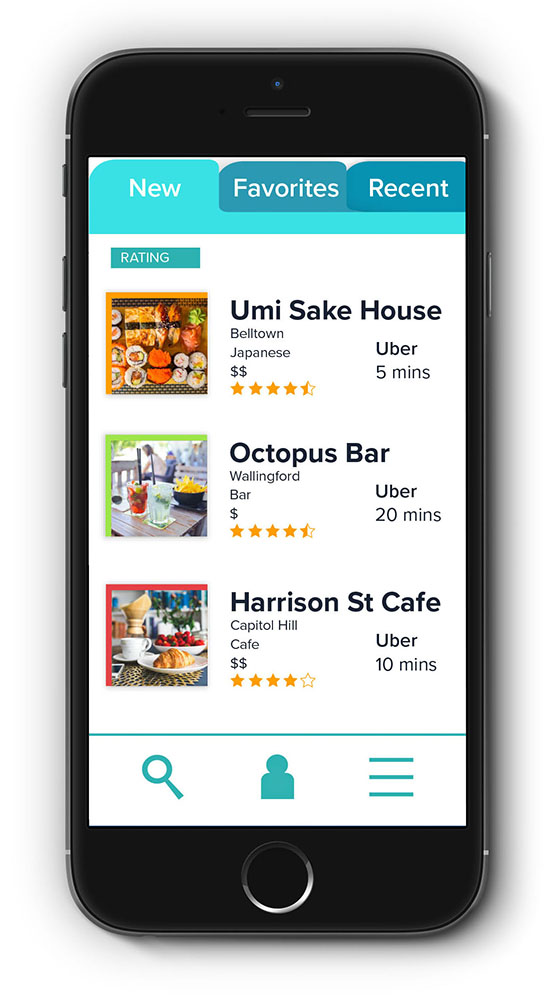 New Favorites Recent
RATING
Umi Sake House
Belltown
Japanese
$$
Uber
5 mins
Octopus Bar
Wallingford
Bar
$
Uber
20 mins
Harrison St Cafe
Capitol Hill
Cafe
$$
Uber
10 mins